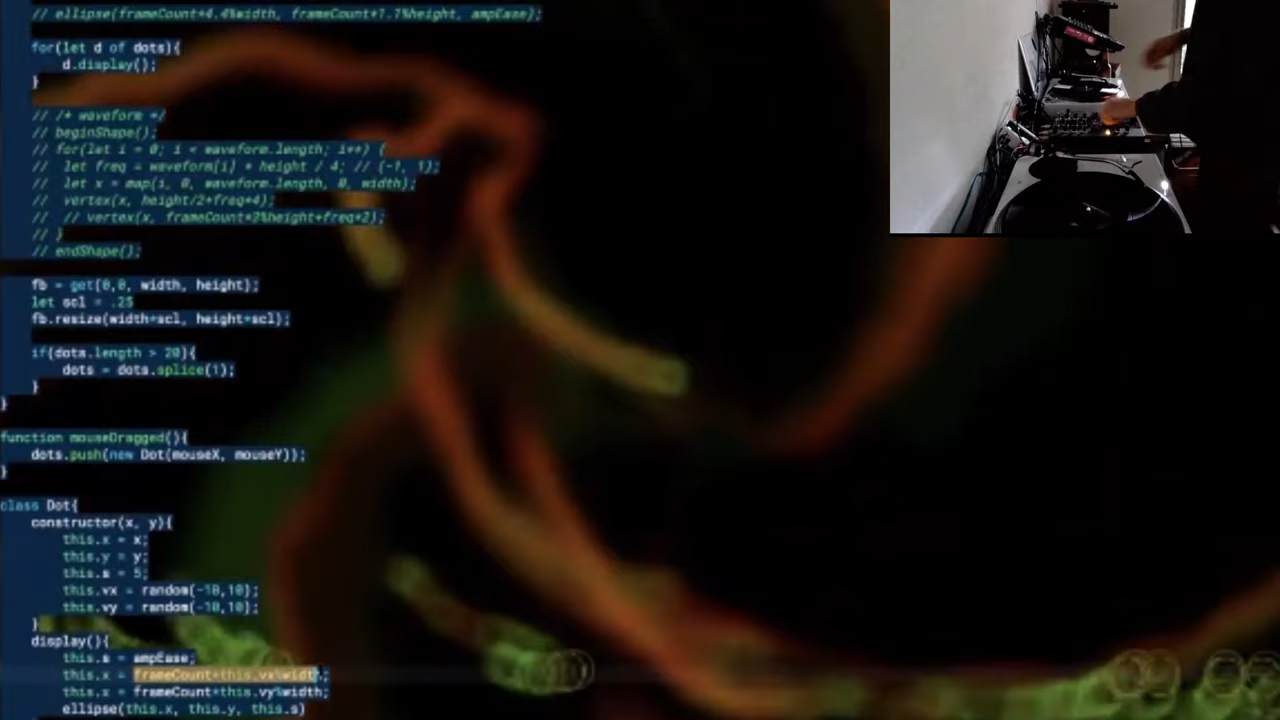 // ellipse(frameCount*4.4%width, frameCount*1.7%height, ampEase);
for(let d of dots){
d.display();
}
// /* waveform */
// beginShape();
// for(let i = 0; i < waveform.length; i++) {
// let freq = waveform[i] * height / 4; // (-1, 1);
// let x = map(i, 0, waveform.length, 0, width);
// vertex(x, height/2+freq*4);
// // vertex(x, frameCount*2%height+freq*2);
// }
// endShape();
fb = get(0,0, width, height);
let scl = .25
fb.resize(width*scl, height*scl);
if(dots.length > 20){
dots = dots.splice(1);
}
}
function mouseDragged(){
dots.push(new Dot(mouseX, mouseY));
}
class Dot{
constructor(x, y){
this.x = x;
this.y = y;
this.s = 5;
this.vx = random(-10,10);
this.vy = random(-10,10);
}
display(){
this.s = ampEase;
this.x = frameCount*this.vx%width;
this.x = frameCount*this.vy%width;
ellipse(this.x, this.y, this.s)